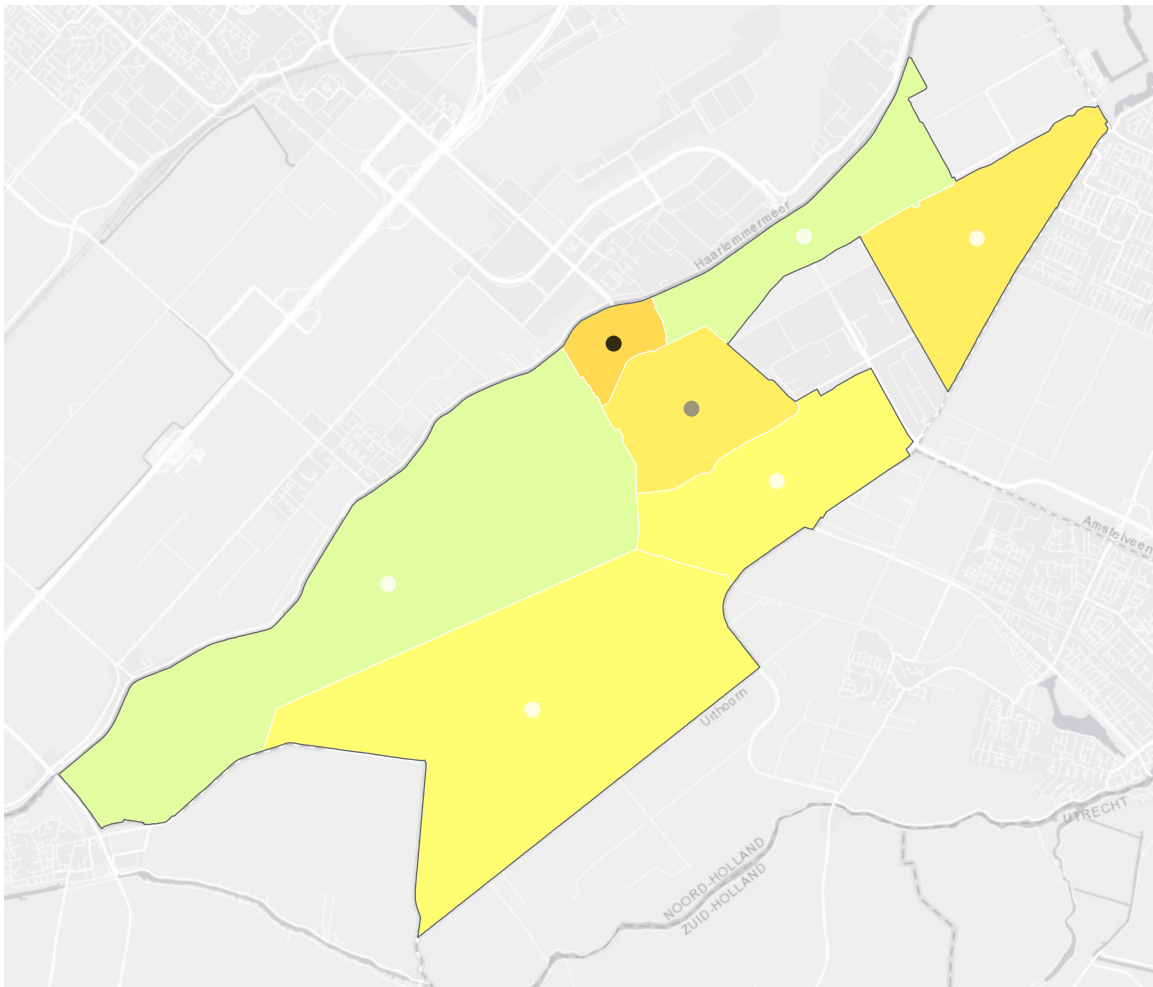 Haarlemmermeer
Amstelveen
Uithoorn
UTRECHT
NOORD-HOLLAND
ZUID-HOLLAND